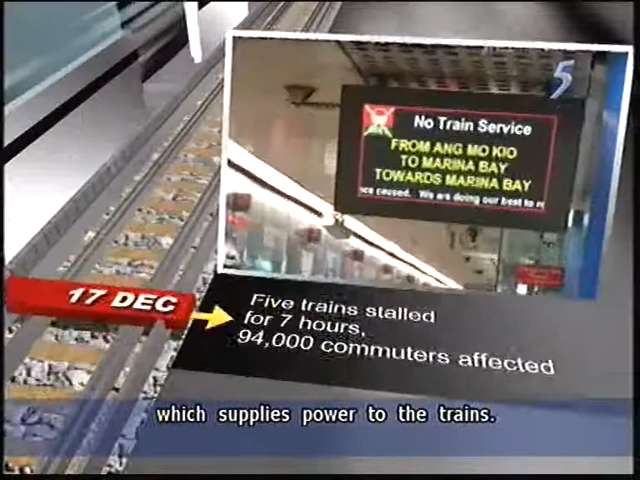 5
No Train Service
FROM ANG MO KIO
TO MARINA BAY
TOWARDS MARINA BAY
caused. We are doing our best to
17 DEC
Five trains stalled
for 7 hours,
94,000 commuters affected
which supplies power to the trains.